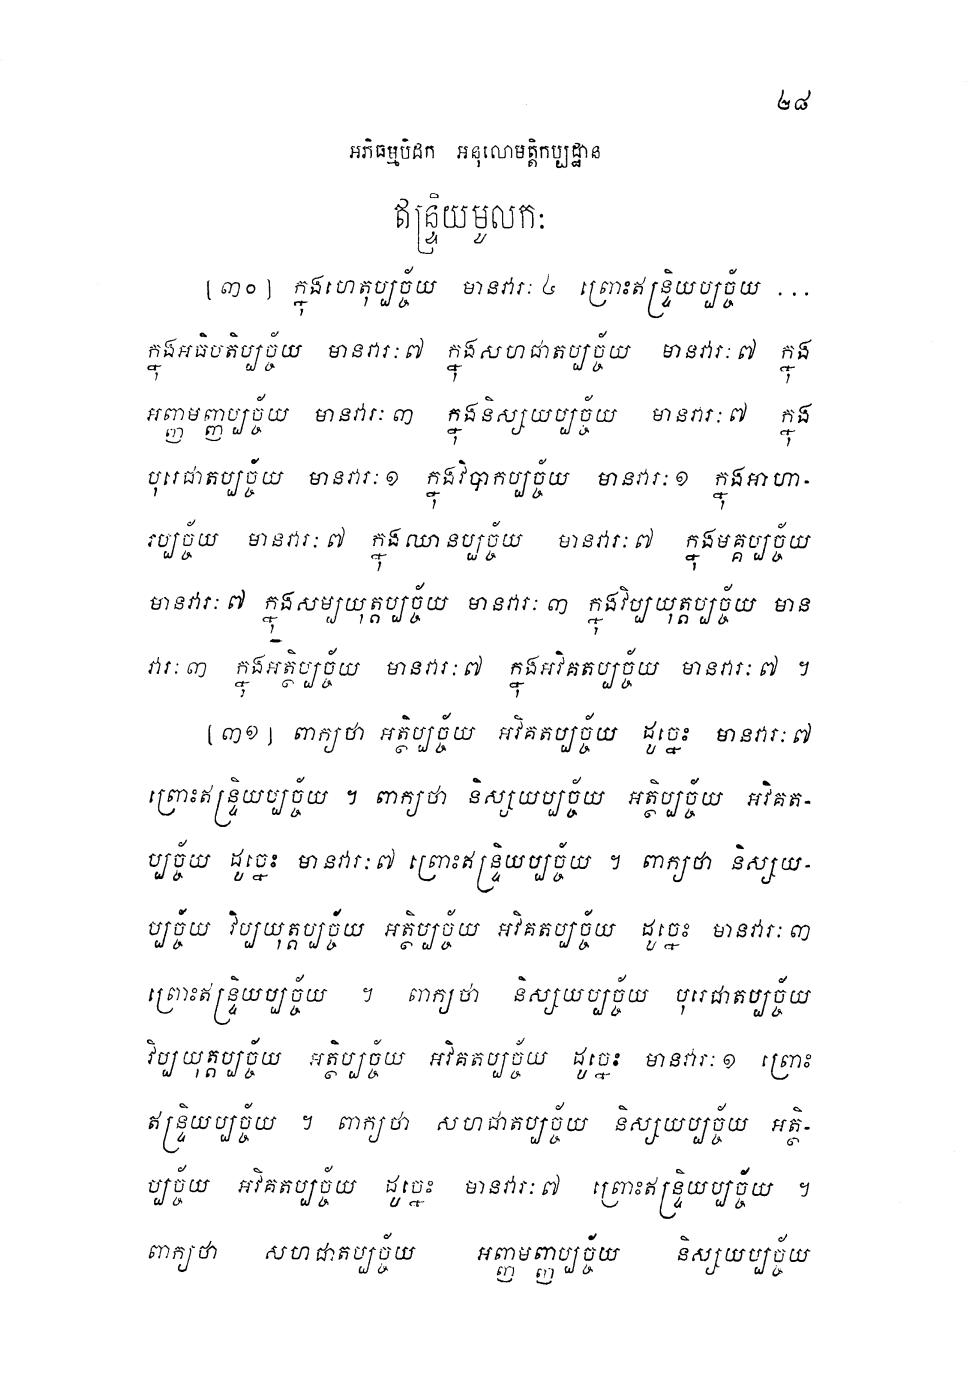 ២៨
អភិធម្មបិដក អនុលោមត្តិកប្បដ្ឋាន
ឥន្ទ្រិយមូលកៈ
[៣០] ក្នុងហេតុប្បច្ច័យ មានវារៈ ៤ ព្រោះឥន្ទ្រិយប្បច្ច័យ ...
ក្នុងអធិបតិប្បច្ច័យ មានវារៈ ៧ ក្នុងសហជាតប្បច្ច័យ មានវារៈ ៧ ក្នុង
អញ្ញមញ្ញប្បច្ច័យ មានវារៈ ៣ ក្នុងនិស្សយប្បច្ច័យ មានវារៈ ៧ ក្នុង
បុរេជាតប្បច្ច័យ មានវារៈ ១ ក្នុងវិបាកប្បច្ច័យ មានវារៈ ១ ក្នុងអាហា-
រប្បច្ច័យ មានវារៈ ៧ ក្នុងឈានប្បច្ច័យ មានវារៈ ៧ ក្នុងមគ្គប្បច្ច័យ
មានវារៈ ៧ ក្នុងសម្បយុត្តប្បច្ច័យ មានវារៈ ៣ ក្នុងវិប្បយុត្តប្បច្ច័យ មាន
វារៈ ៣ ក្នុងអត្ថិប្បច្ច័យ មានវារៈ ៧ ក្នុងអវិគតប្បច្ច័យ មានវារៈ ៧ ។
[៣១] ពាក្យថា អត្ថិប្បច្ច័យ អវិគតប្បច្ច័យ ដូច្នេះ មានវារៈ ៧
ព្រោះឥន្ទ្រិយប្បច្ច័យ ។ ពាក្យថា និស្សយប្បច្ច័យ អត្ថិប្បច្ច័យ អវិគត-
ប្បច្ច័យ ដូច្នេះ មានវារៈ ៧ ព្រោះឥន្ទ្រិយប្បច្ច័យ ។ ពាក្យថា និស្សយ-
ប្បច្ច័យ វិប្បយុត្តប្បច្ច័យ អត្ថិប្បច្ច័យ អវិគតប្បច្ច័យ ដូច្នេះ មានវារៈ ៣
ព្រោះឥន្ទ្រិយប្បច្ច័យ ។ ពាក្យថា និស្សយប្បច្ច័យ បុរេជាតប្បច្ច័យ
វិប្បយុត្តប្បច្ច័យ អត្ថិប្បច្ច័យ អវិគតប្បច្ច័យ ដូច្នេះ មានវារៈ ១ ព្រោះ
ឥន្ទ្រិយប្បច្ច័យ ។ ពាក្យថា សហជាតប្បច្ច័យ និស្សយប្បច្ច័យ អត្ថិ-
ប្បច្ច័យ អវិគតប្បច្ច័យ ដូច្នេះ មានវារៈ ៧ ព្រោះឥន្ទ្រិយប្បច្ច័យ ។
ពាក្យថា សហជាតប្បច្ច័យ អញ្ញមញ្ញប្បច្ច័យ និស្សយប្បច្ច័យ